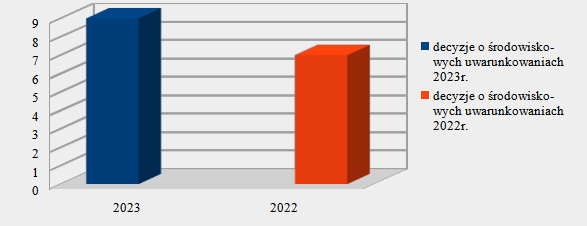 9
8
7
6
5
4
3
2
1
0
2023
2022
decyzje o środowisko-
wych uwarunkowaniach
2023r.
decyzje o środowisko-
wych uwarunkowaniach
2022r.